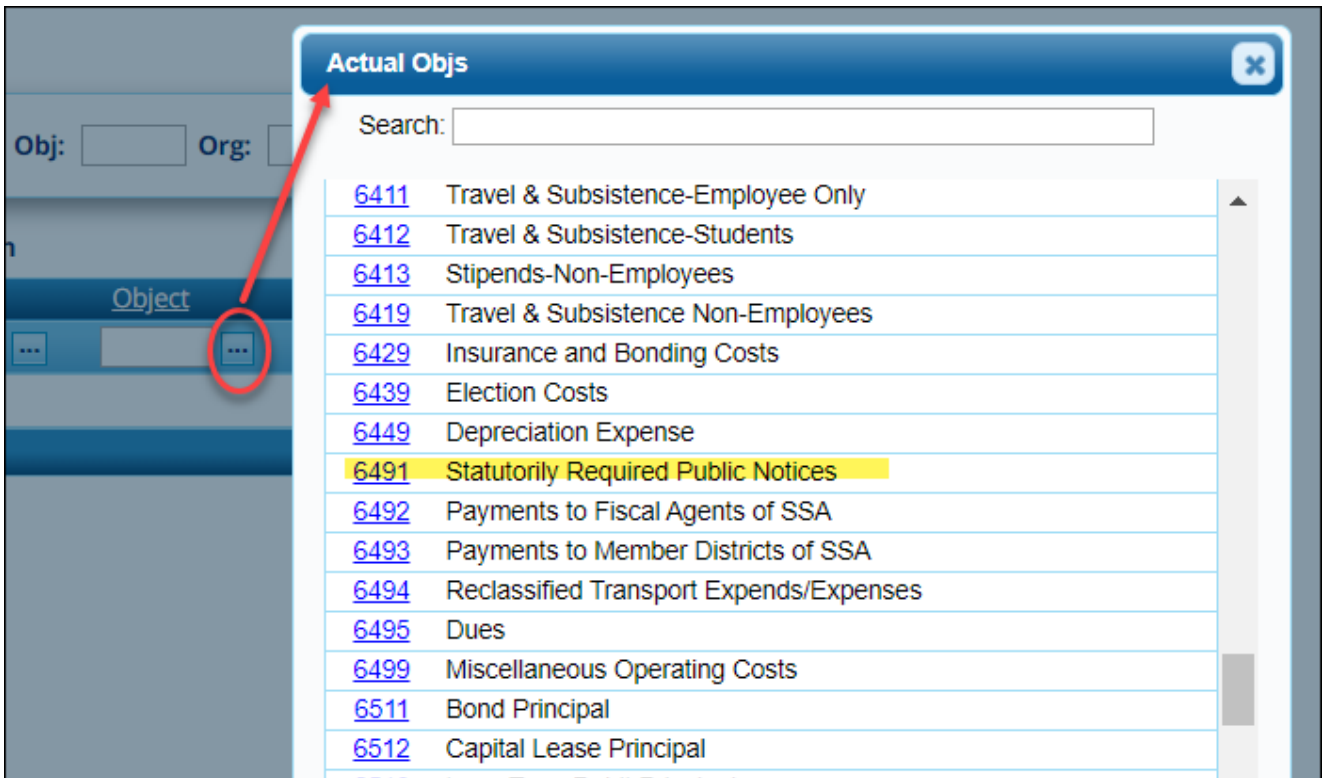 Actual Objs
Search:
Obj: Org:
n
Object
... ...
6411 Travel & Subsistence-Employee Only
6412 Travel & Subsistence-Students
6413 Stipends-Non-Employees
6419 Travel & Subsistence Non-Employees
6429 Insurance and Bonding Costs
6439 Election Costs
6449 Depreciation Expense
6491 Statutorily Required Public Notices
6492 Payments to Fiscal Agents of SSA
6493 Payments to Member Districts of SSA
6494 Reclassified Transport Expends/Expenses
6495 Dues
6499 Miscellaneous Operating Costs
6511 Bond Principal
6512 Capital Lease Principal